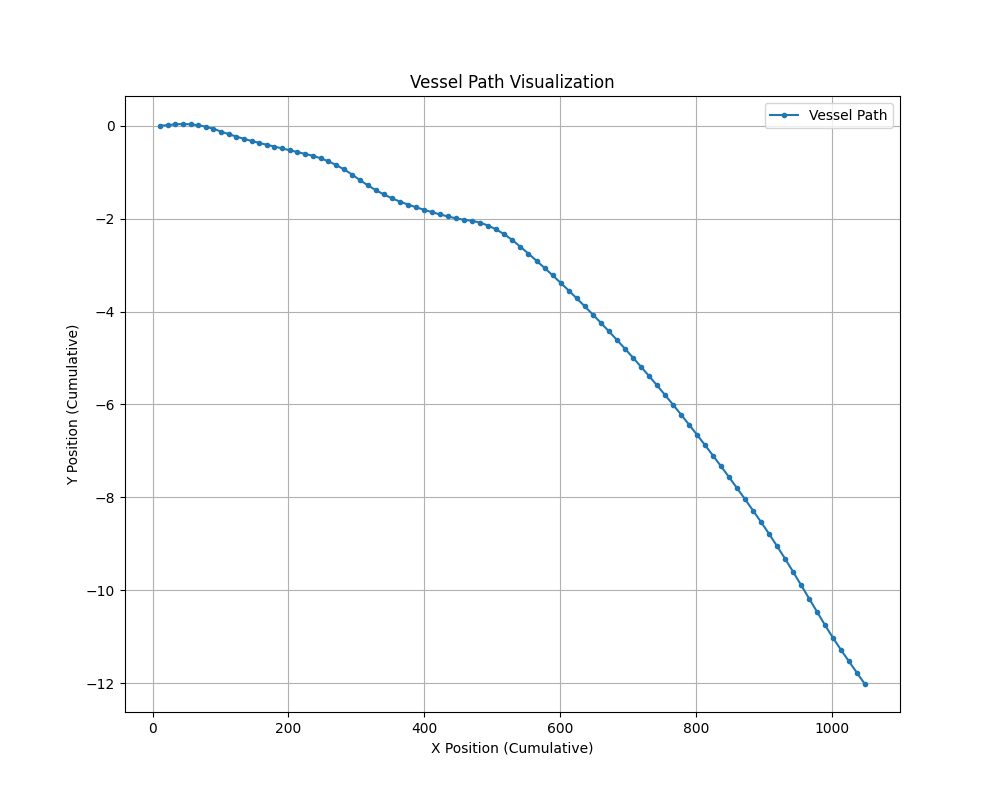 Vessel Path Visualization
Vessel Path
0
−2
−4
−6
−8
−10
−12
Y Position (Cumulative)
0 200 400 600 800 1000
X Position (Cumulative)